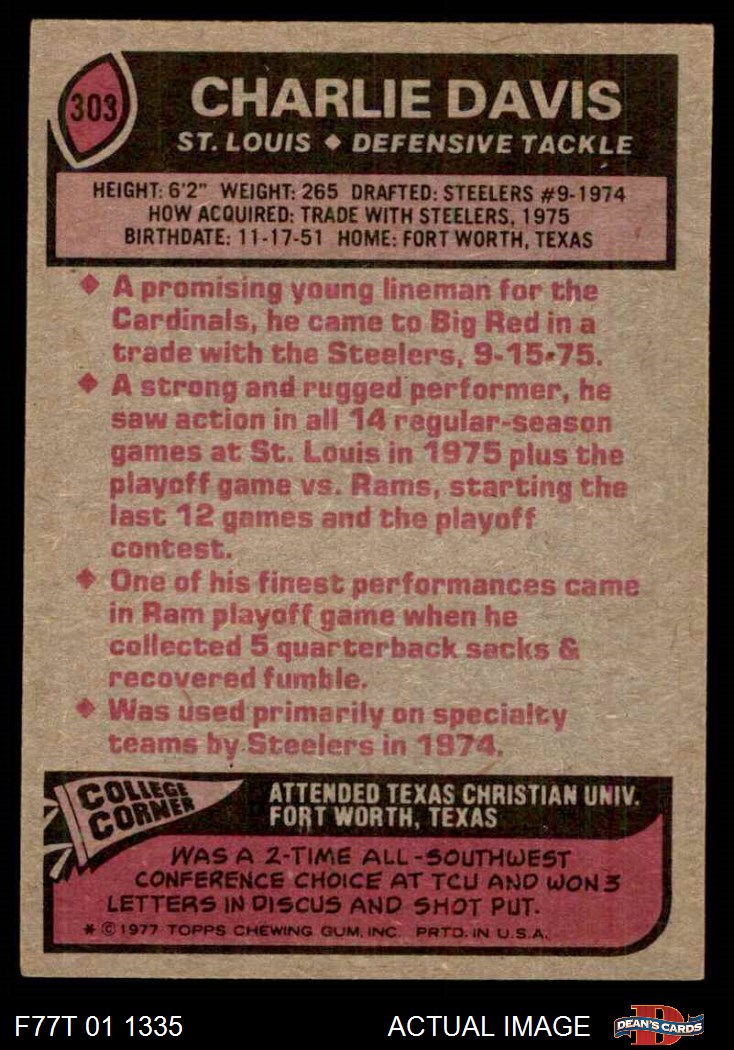 303
CHARLIE DAVIS
ST. LOUIS ◆ DEFENSIVE TACKLE
HEIGHT: 6'2" WEIGHT: 265 DRAFTED: STEELERS #9-1974
HOW ACQUIRED: TRADE WITH STEELERS, 1975
BIRTHDATE: 11-17-51 HOME: FORT WORTH, TEXAS
◆ A promising young lineman for the
Cardinals, he came to Big Red in a
trade with the Steelers, 9-15-75.
◆ A strong and rugged performer, he
saw action in all 14 regular-season
games at St. Louis in 1975 plus the
playoff game vs. Rams, starting the
last 12 games and the playoff
contest.
◆ One of his finest performances came
in Ram playoff game when he
collected 5 quarterback sacks &
recovered fumble.
◆ Was used primarily on specialty
teams by Steelers in 1974.
COLLEGE
CORNER
ATTENDED TEXAS CHRISTIAN UNIV.
FORT WORTH, TEXAS
WAS A 2-TIME ALL-SOUTHWEST
CONFERENCE CHOICE AT TCU AND WON 3
LETTERS IN DISCUS AND SHOT PUT.
* © 1977 TOPPS CHEWING GUM, INC. PRTD. IN U.S.A.
F77T 01 1335
ACTUAL IMAGE
D
DEAN'S CARDS